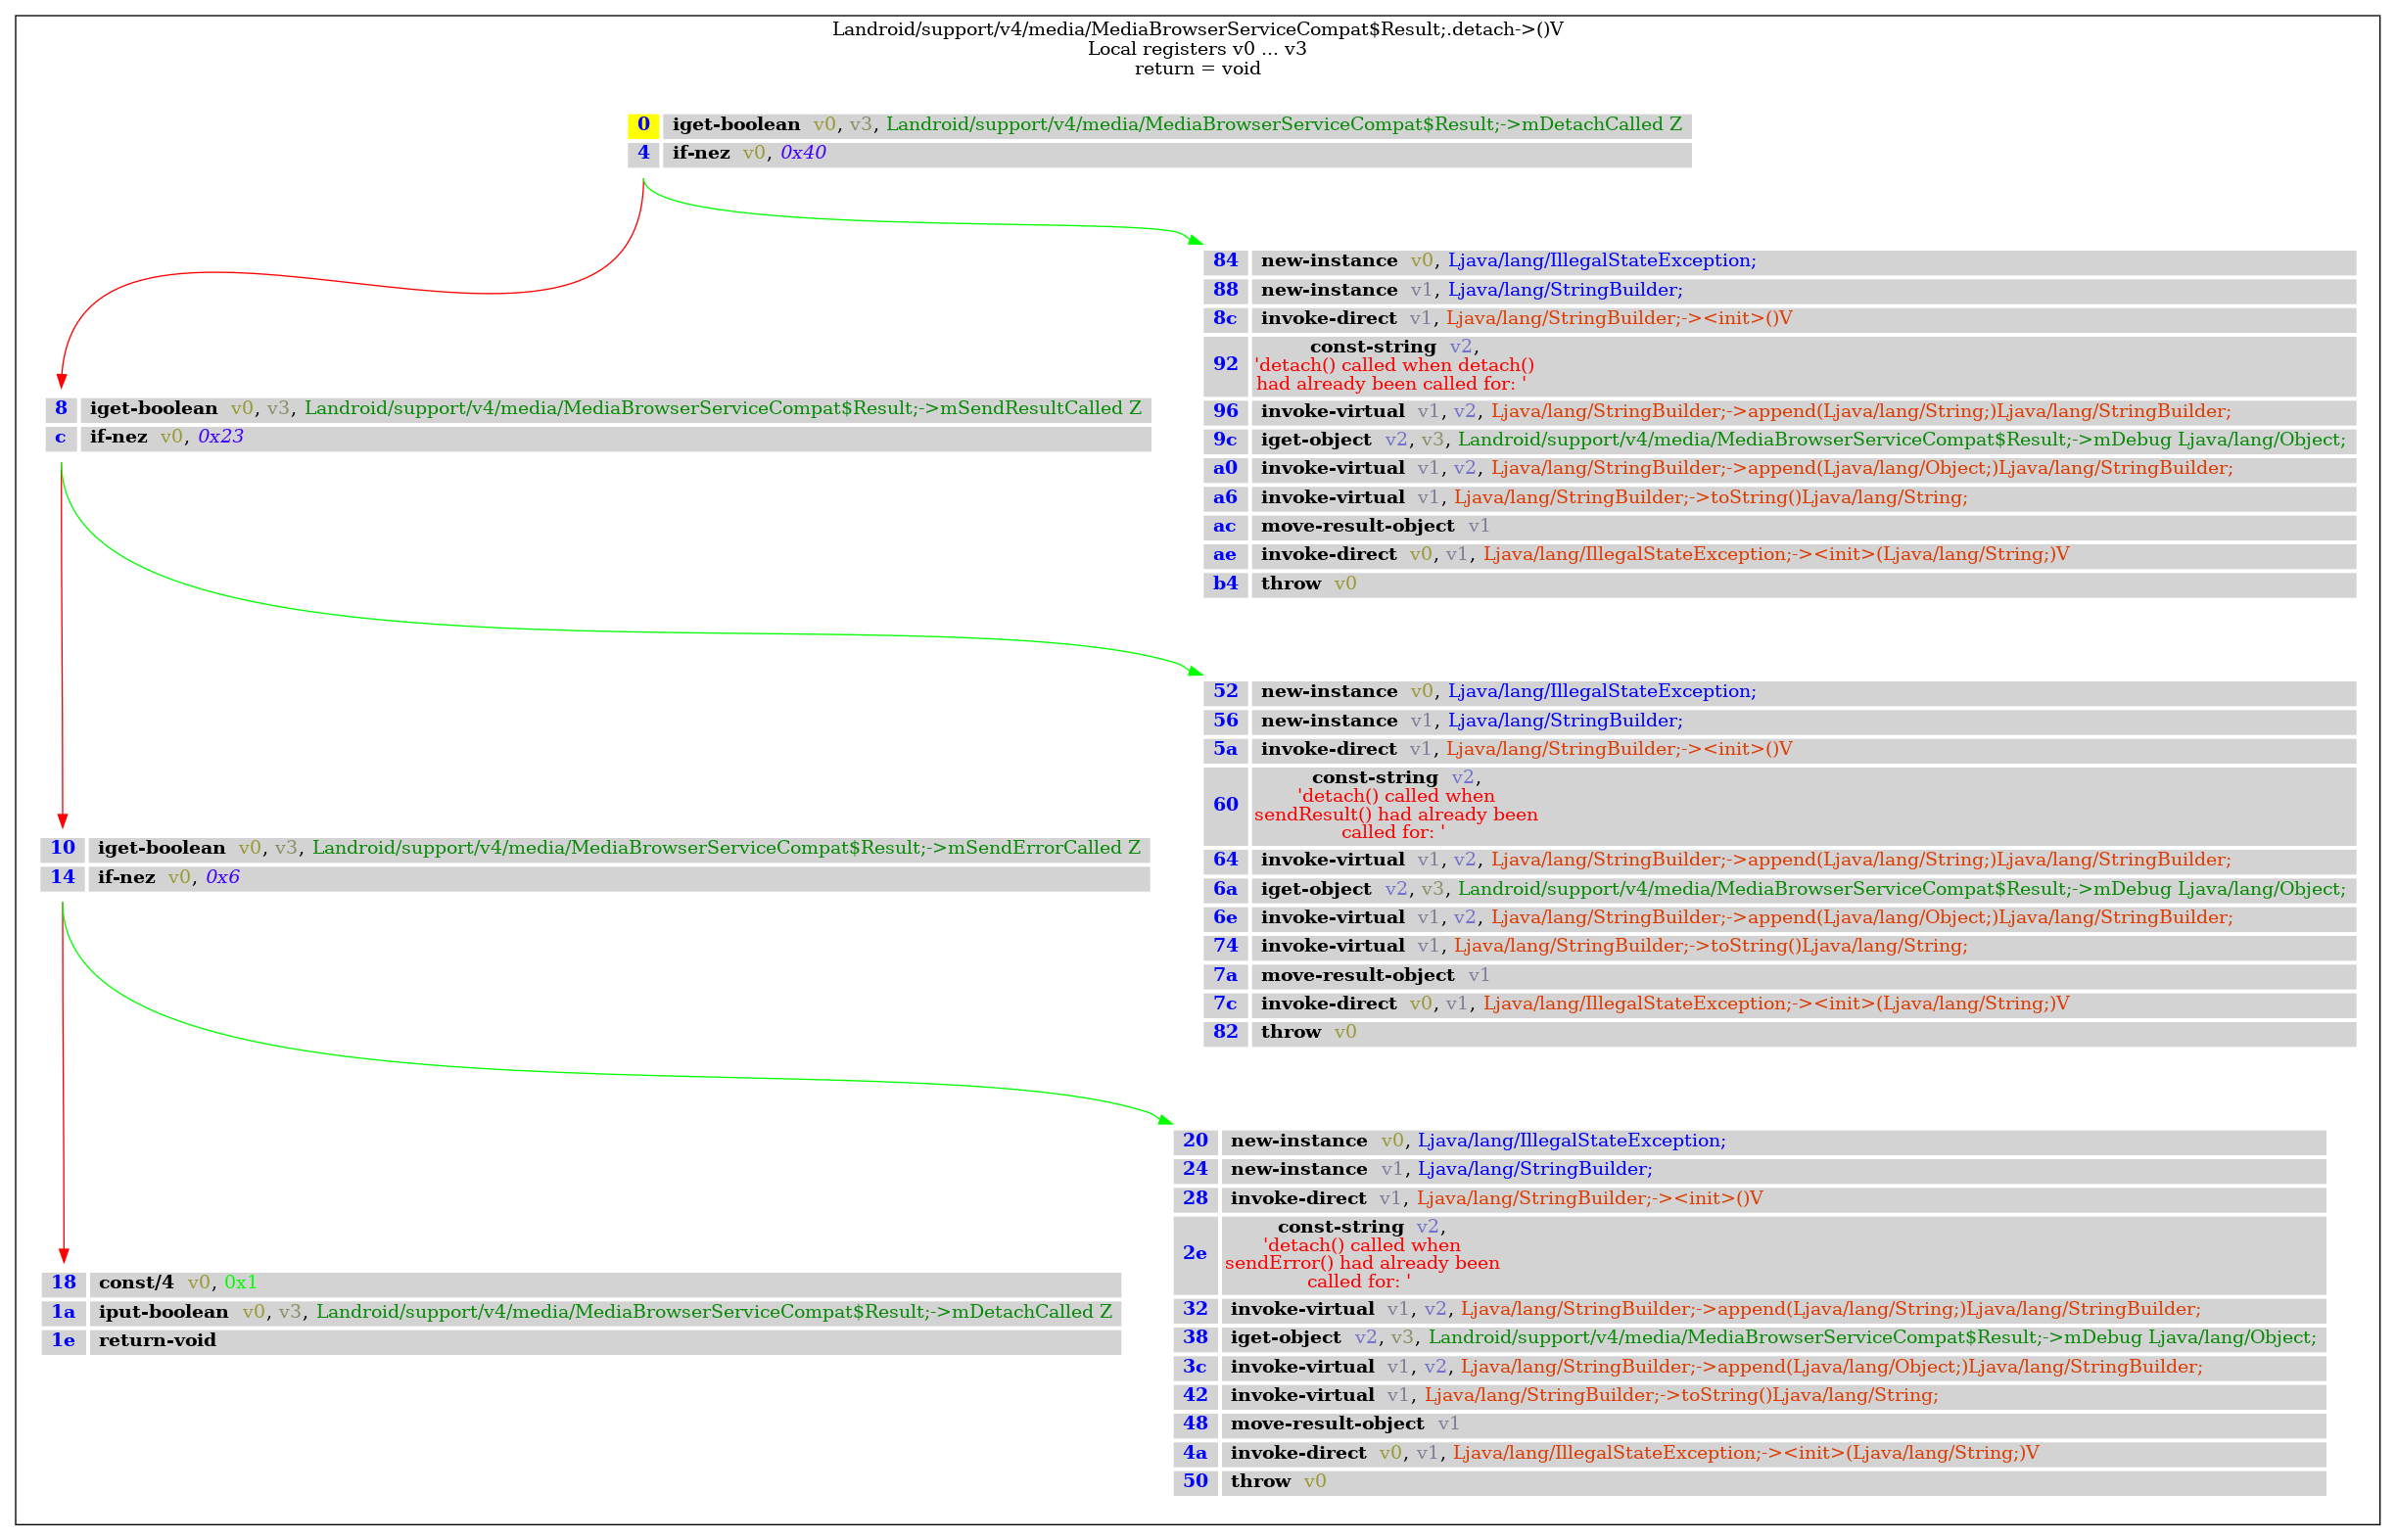 Landroid/support/v4/media/MediaBrowserServiceCompat$Result;.detach->()V
Local registers v0 ... v3
return = void
0 iget-boolean v0, v3, Landroid/support/v4/media/MediaBrowserServiceCompat$Result;->mDetachCalled Z
4 if-nez v0, 0x40
84 new-instance v0, Ljava/lang/IllegalStateException;
88 new-instance v1, Ljava/lang/StringBuilder;
8c invoke-direct v1, Ljava/lang/StringBuilder;-><init>()V
92 const-string v2,
'detach() called when detach()
had already been called for: '
96 invoke-virtual v1, v2, Ljava/lang/StringBuilder;->append(Ljava/lang/String;)Ljava/lang/StringBuilder;
9c iget-object v2, v3, Landroid/support/v4/media/MediaBrowserServiceCompat$Result;->mDebug Ljava/lang/Object;
a0 invoke-virtual v1, v2, Ljava/lang/StringBuilder;->append(Ljava/lang/Object;)Ljava/lang/StringBuilder;
a6 invoke-virtual v1, Ljava/lang/StringBuilder;->toString()Ljava/lang/String;
ac move-result-object v1
ae invoke-direct v0, v1, Ljava/lang/IllegalStateException;-><init>(Ljava/lang/String;)V
b4 throw v0
8 iget-boolean v0, v3, Landroid/support/v4/media/MediaBrowserServiceCompat$Result;->mSendResultCalled Z
c if-nez v0, 0x23
52 new-instance v0, Ljava/lang/IllegalStateException;
56 new-instance v1, Ljava/lang/StringBuilder;
5a invoke-direct v1, Ljava/lang/StringBuilder;-><init>()V
60 const-string v2,
'detach() called when
sendResult() had already been
called for: '
64 invoke-virtual v1, v2, Ljava/lang/StringBuilder;->append(Ljava/lang/String;)Ljava/lang/StringBuilder;
6a iget-object v2, v3, Landroid/support/v4/media/MediaBrowserServiceCompat$Result;->mDebug Ljava/lang/Object;
6e invoke-virtual v1, v2, Ljava/lang/StringBuilder;->append(Ljava/lang/Object;)Ljava/lang/StringBuilder;
74 invoke-virtual v1, Ljava/lang/StringBuilder;->toString()Ljava/lang/String;
7a move-result-object v1
7c invoke-direct v0, v1, Ljava/lang/IllegalStateException;-><init>(Ljava/lang/String;)V
82 throw v0
10 iget-boolean v0, v3, Landroid/support/v4/media/MediaBrowserServiceCompat$Result;->mSendErrorCalled Z
14 if-nez v0, 0x6
20 new-instance v0, Ljava/lang/IllegalStateException;
24 new-instance v1, Ljava/lang/StringBuilder;
28 invoke-direct v1, Ljava/lang/StringBuilder;-><init>()V
2e const-string v2,
'detach() called when
sendError() had already been
called for: '
32 invoke-virtual v1, v2, Ljava/lang/StringBuilder;->append(Ljava/lang/String;)Ljava/lang/StringBuilder;
38 iget-object v2, v3, Landroid/support/v4/media/MediaBrowserServiceCompat$Result;->mDebug Ljava/lang/Object;
3c invoke-virtual v1, v2, Ljava/lang/StringBuilder;->append(Ljava/lang/Object;)Ljava/lang/StringBuilder;
42 invoke-virtual v1, Ljava/lang/StringBuilder;->toString()Ljava/lang/String;
48 move-result-object v1
4a invoke-direct v0, v1, Ljava/lang/IllegalStateException;-><init>(Ljava/lang/String;)V
50 throw v0
18 const/4 v0, 0x1
1a iput-boolean v0, v3, Landroid/support/v4/media/MediaBrowserServiceCompat$Result;->mDetachCalled Z
1e return-void